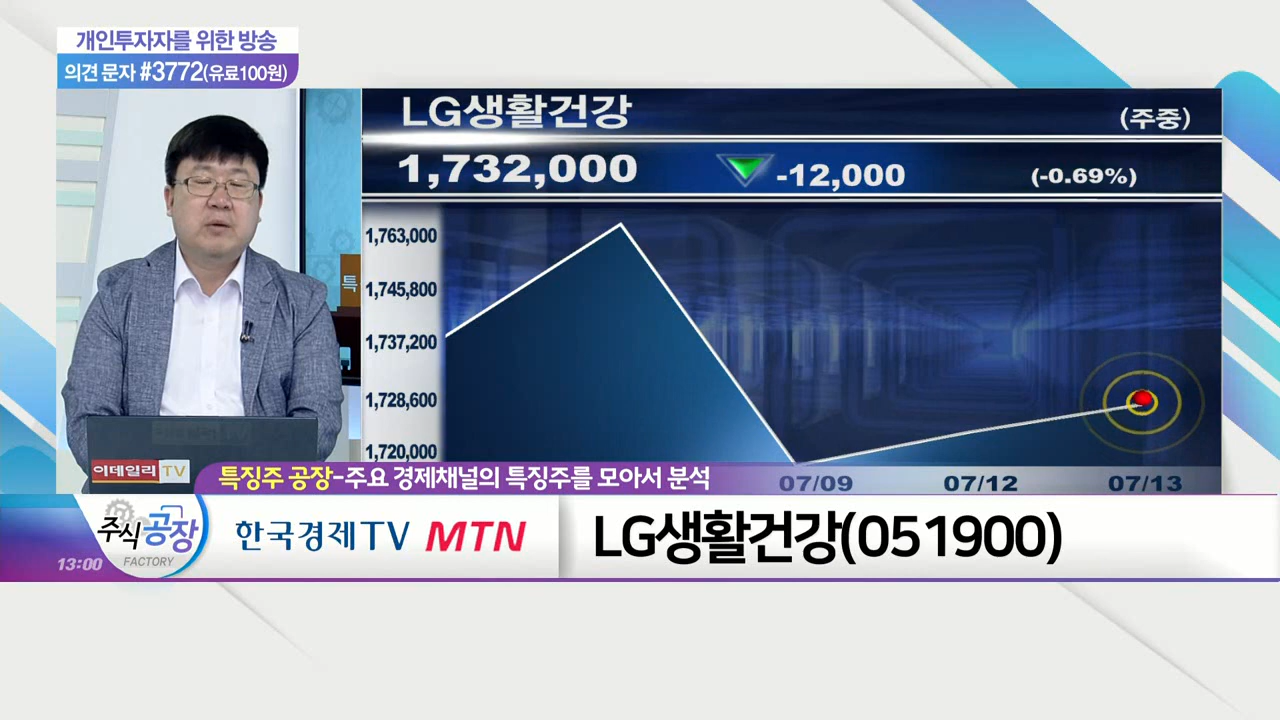 개인투자자를 위한 방송
의견 문자 #3772(유료100원)
LG생활건강
(주중)
1,732,000
-12,000
(-0.69%)
1,763,000
1,745,800
1,737,200
1,728,600
1,720,000
특
07/09
07/12
07/13
이데일리 TV
특징주 공장-주요 경제채널의 특징주를 모아서 분석
주식공장
FACTORY
13:00
한국경제TV MTN
LG생활건강(051900)